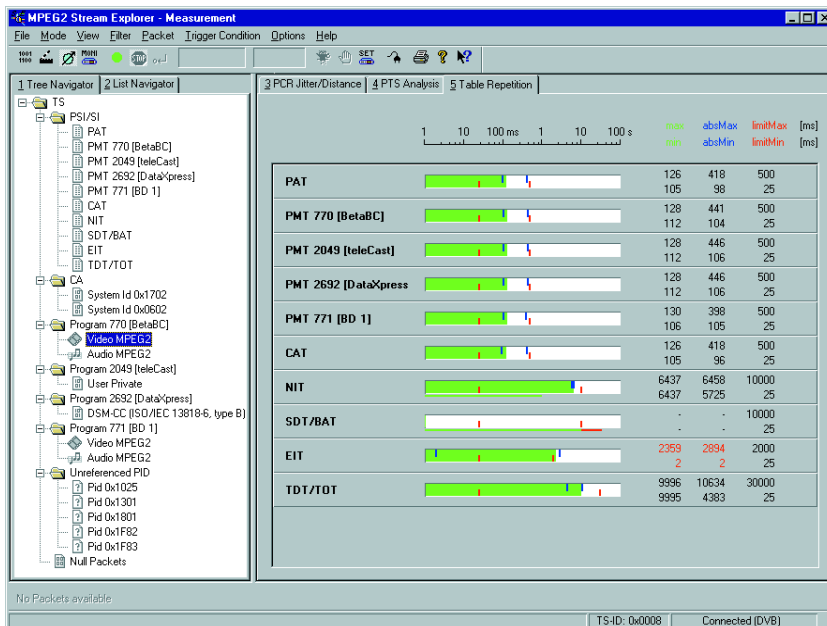 MPEG2 Stream Explorer - Measurement
File Mode View Filter Packet Trigger Condition Options Help
1001 1100 MONI STOP SET
1 Tree Navigator 2 List Navigator
TS
PSI/SI
PAT
PMT 770 [BetaBC]
PMT 2049 [teleCast]
PMT 2692 [DataXpress]
PMT 771 [BD 1]
CAT
NIT
SDT/BAT
EIT
TDT/TOT
CA
System Id 0x1702
System Id 0x0602
Program 770 [BetaBC]
Video MPEG2
Audio MPEG2
Program 2049 [teleCast]
User Private
Program 2692 [DataXpress]
DSM-CC (ISO/IEC 13818-6, type B)
Program 771 [BD 1]
Video MPEG2
Audio MPEG2
Unreferenced PID
Pid 0x1025
Pid 0x1301
Pid 0x1801
Pid 0x1F82
Pid 0x1F83
Null Packets
3 PCR Jitter/Distance 4 PTS Analysis 5 Table Repetition
1 10 100 ms 1 10 100 s max absMax limitMax [ms]
min absMin limitMin [ms]
PAT 126 418 500
105 98 25
PMT 770 [BetaBC] 128 441 500
112 104 25
PMT 2049 [teleCast] 128 446 500
112 106 25
PMT 2692 [DataXpress 128 446 500
112 106 25
PMT 771 [BD 1] 130 398 500
106 105 25
CAT 126 418 500
105 96 25
NIT 6437 6458 10000
6437 5725 25
SDT/BAT - - 10000
- - 25
EIT 2359 2894 2000
2 2 25
TDT/TOT 9996 10634 30000
9995 4383 25
No Packets available
TS-ID: 0x0008 Connected (DVB)